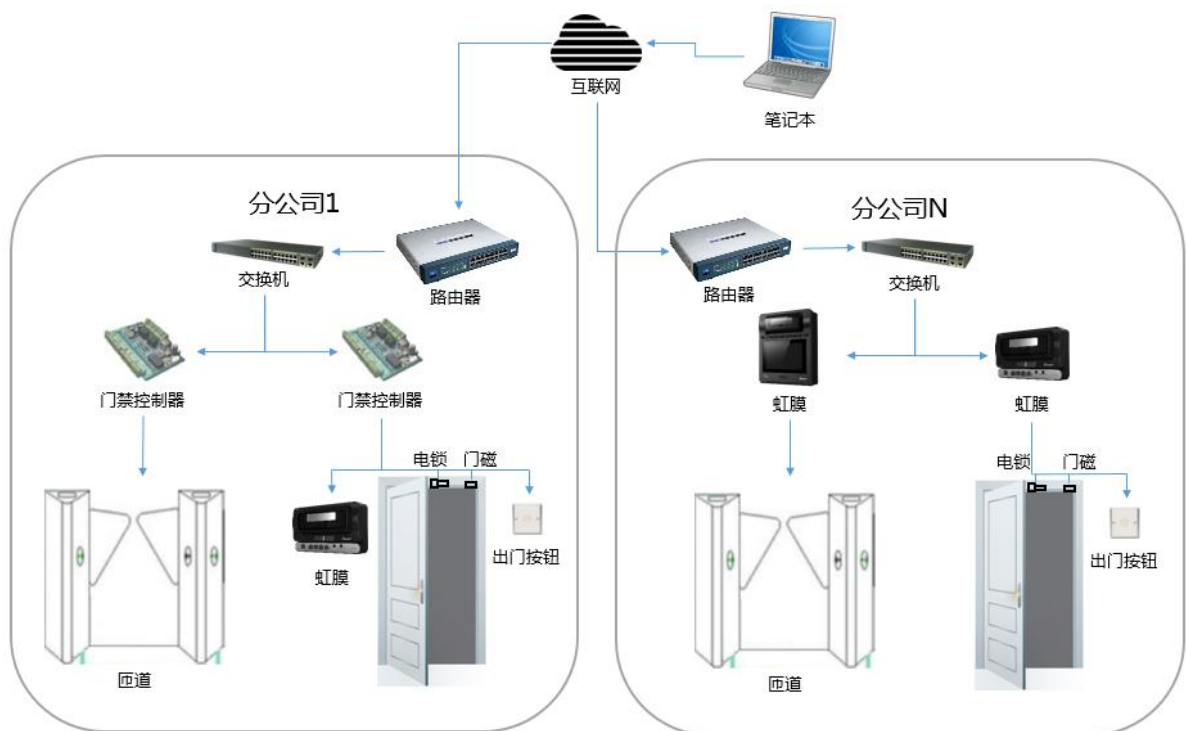 互联网
笔记本
分公司1
交换机
路由器
门禁控制器
门禁控制器
电锁
门磁
虹膜
出门按钮
匝道
分公司N
路由器
交换机
虹膜
虹膜
电锁
门磁
出门按钮
匝道